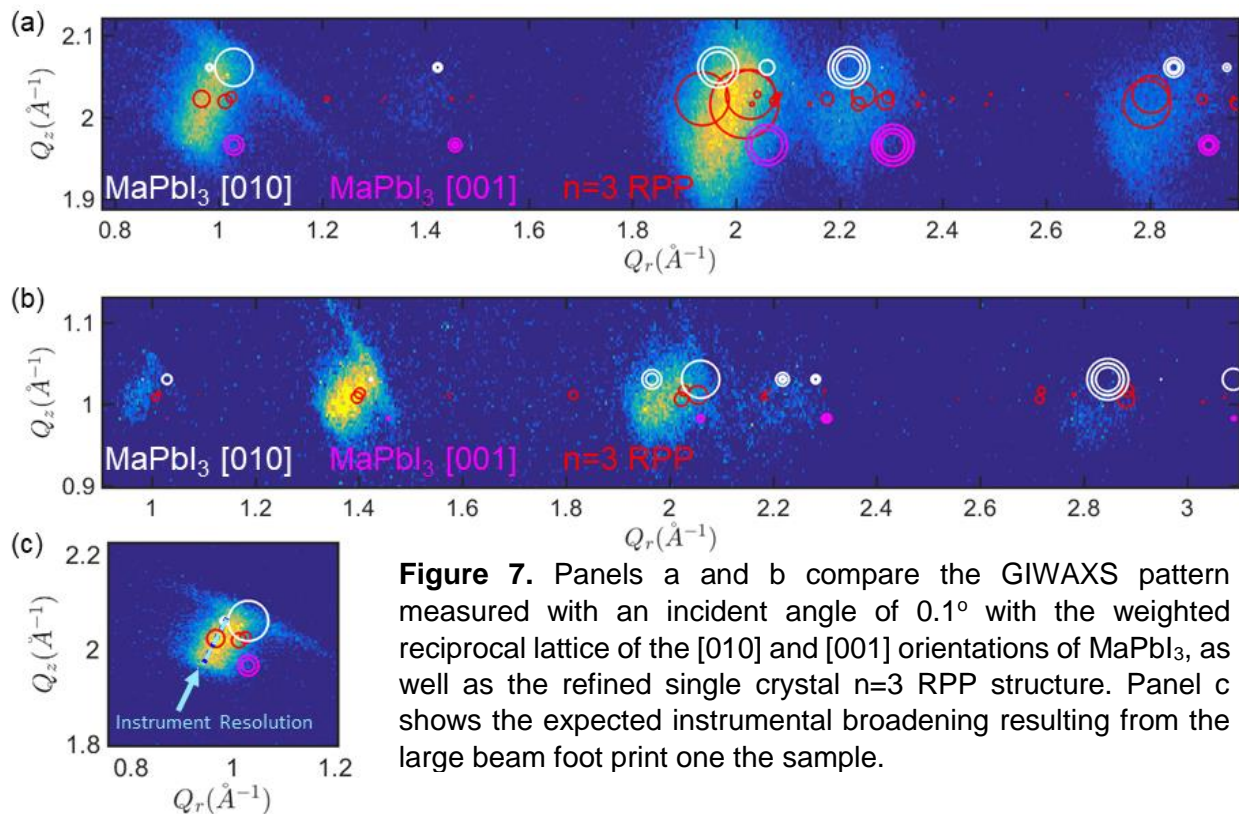 (a)
2.1
2
1.9
Q_z(Å⁻¹)
MaPbI₃ [010] MaPbI₃ [001] n=3 RPP
0.8 1 1.2 1.4 1.6 1.8 2 2.2 2.4 2.6 2.8
Q_r(Å⁻¹)
(b)
1.1
1
0.9
Q_z(Å⁻¹)
MaPbI₃ [010] MaPbI₃ [001] n=3 RPP
1 1.2 1.4 1.6 1.8 2 2.2 2.4 2.6 2.8 3
Q_r(Å⁻¹)
(c)
2.2
2
1.8
Q_z(Å⁻¹)
Instrument Resolution
0.8 1 1.2
Q_r(Å⁻¹)
Figure 7. Panels a and b compare the GIWAXS pattern
measured with an incident angle of 0.1º with the weighted
reciprocal lattice of the [010] and [001] orientations of MaPbI₃, as
well as the refined single crystal n=3 RPP structure. Panel c
shows the expected instrumental broadening resulting from the
large beam foot print one the sample.